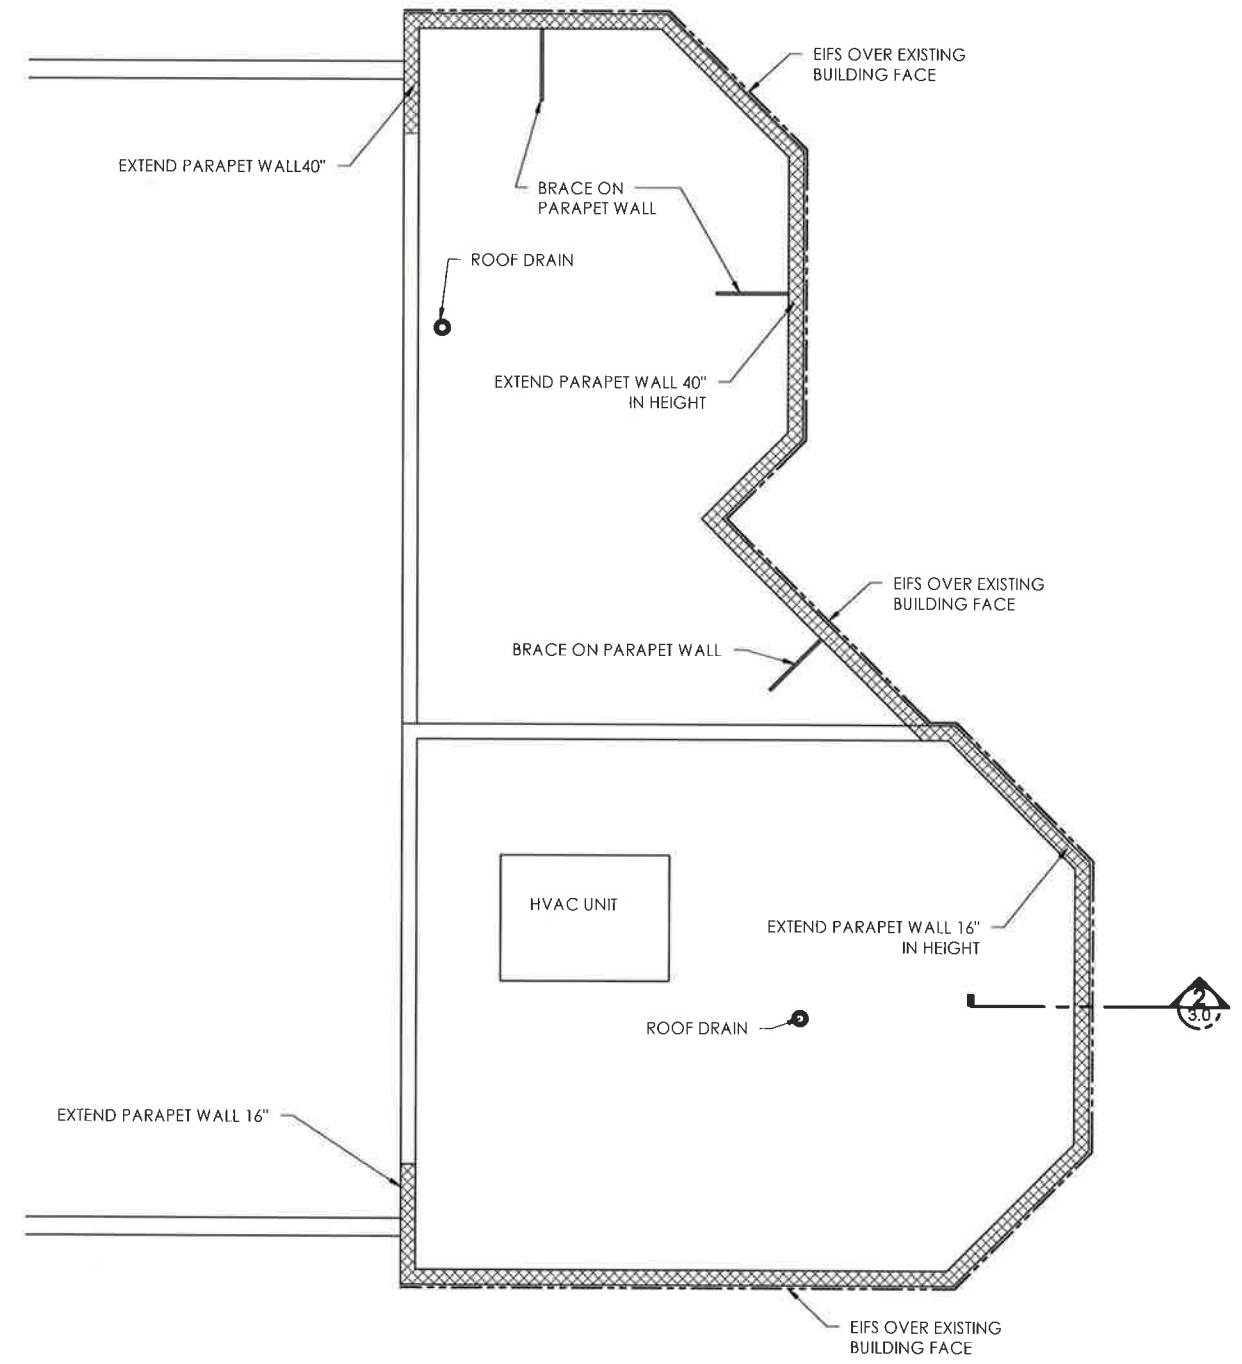 EIFS OVER EXISTING
BUILDING FACE
EXTEND PARAPET WALL40"
BRACE ON
PARAPET WALL
ROOF DRAIN
EXTEND PARAPET WALL 40"
IN HEIGHT
EIFS OVER EXISTING
BUILDING FACE
BRACE ON PARAPET WALL
HVAC UNIT
EXTEND PARAPET WALL 16"
IN HEIGHT
2
3.0
ROOF DRAIN
EXTEND PARAPET WALL 16"
EIFS OVER EXISTING
BUILDING FACE